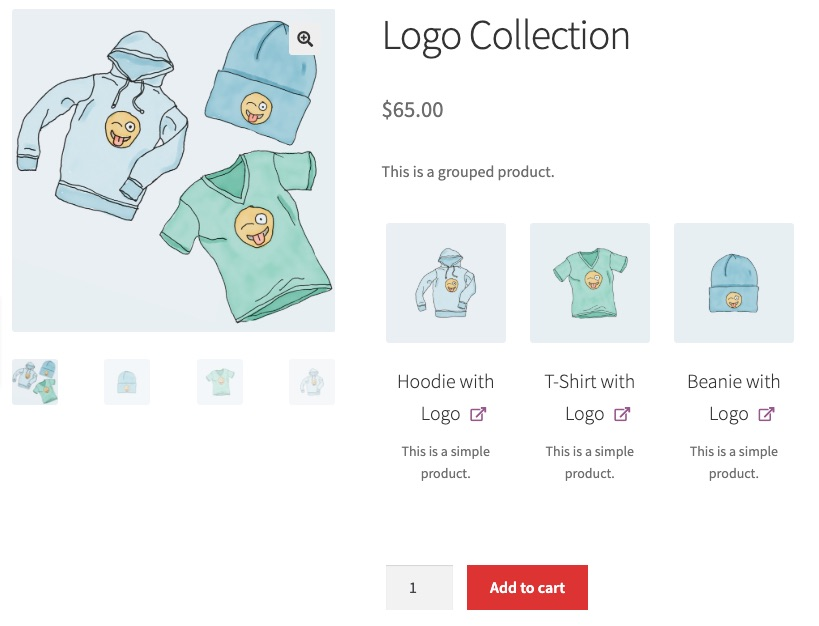 Logo Collection
$65.00
This is a grouped product.
Hoodie with
Logo
This is a simple
product.
T-Shirt with
Logo
This is a simple
product.
Beanie with
Logo
This is a simple
product.
1
Add to cart